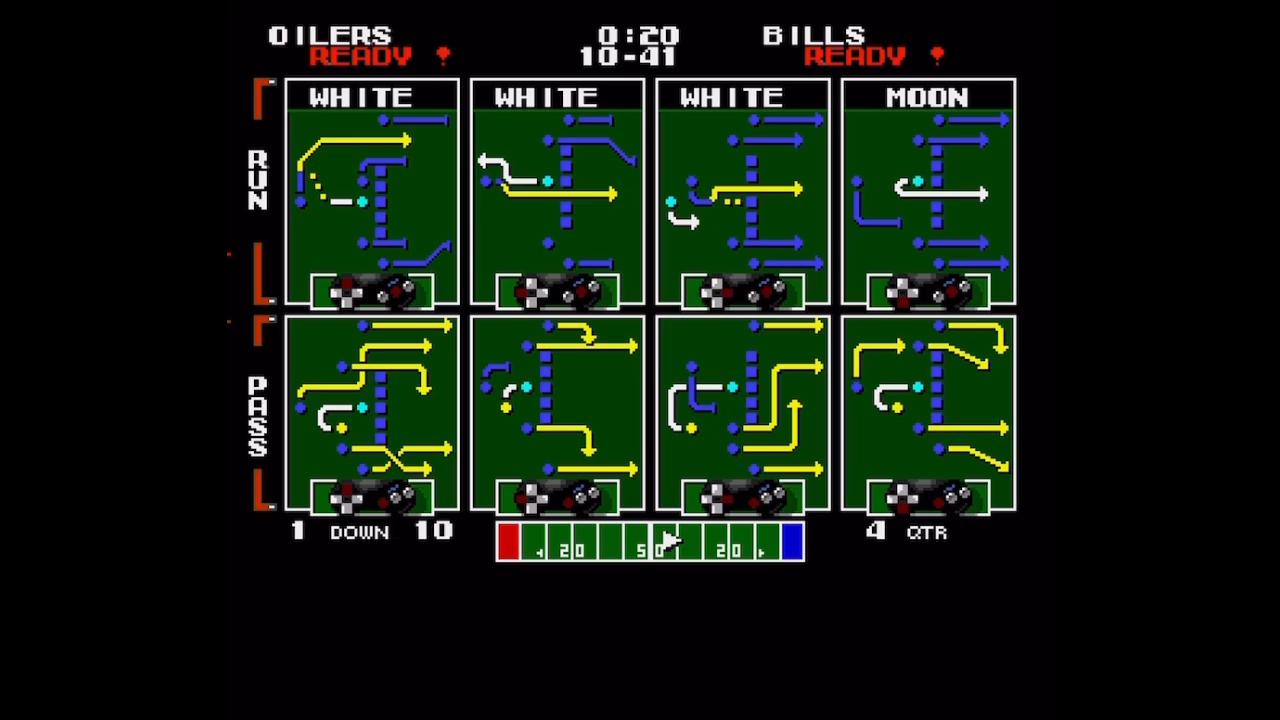 OILERS 0:20 BILLS
READY ! 10-41 READY !
WHITE WHITE WHITE MOON
RUN
PASS
1 DOWN 10 4 QTR
20 50 20